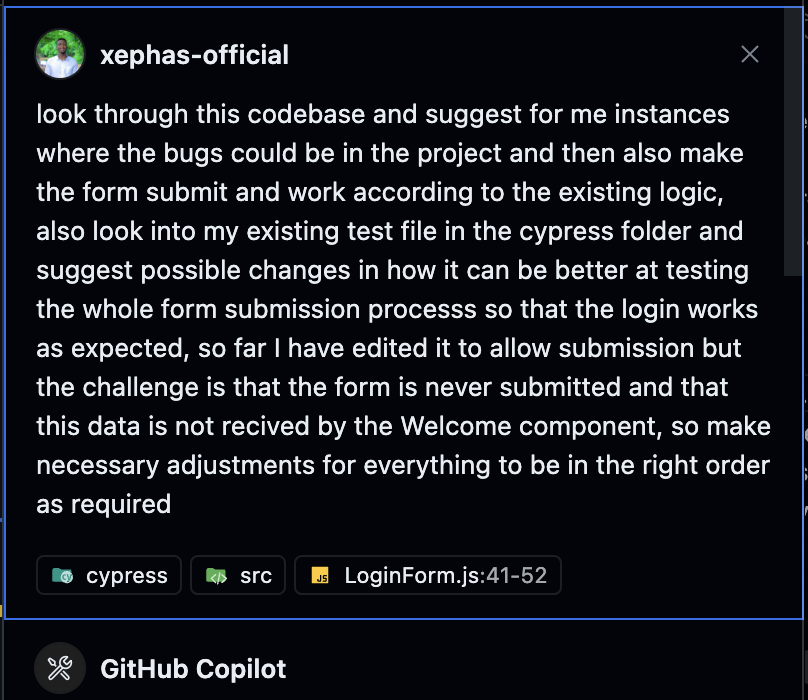 xephas-official
look through this codebase and suggest for me instances
where the bugs could be in the project and then also make
the form submit and work according to the existing logic,
also look into my existing test file in the cypress folder and
suggest possible changes in how it can be better at testing
the whole form submission processs so that the login works
as expected, so far I have edited it to allow submission but
the challenge is that the form is never submitted and that
this data is not recived by the Welcome component, so make
necessary adjustments for everything to be in the right order
as required
cypress src JS LoginForm.js:41-52
GitHub Copilot